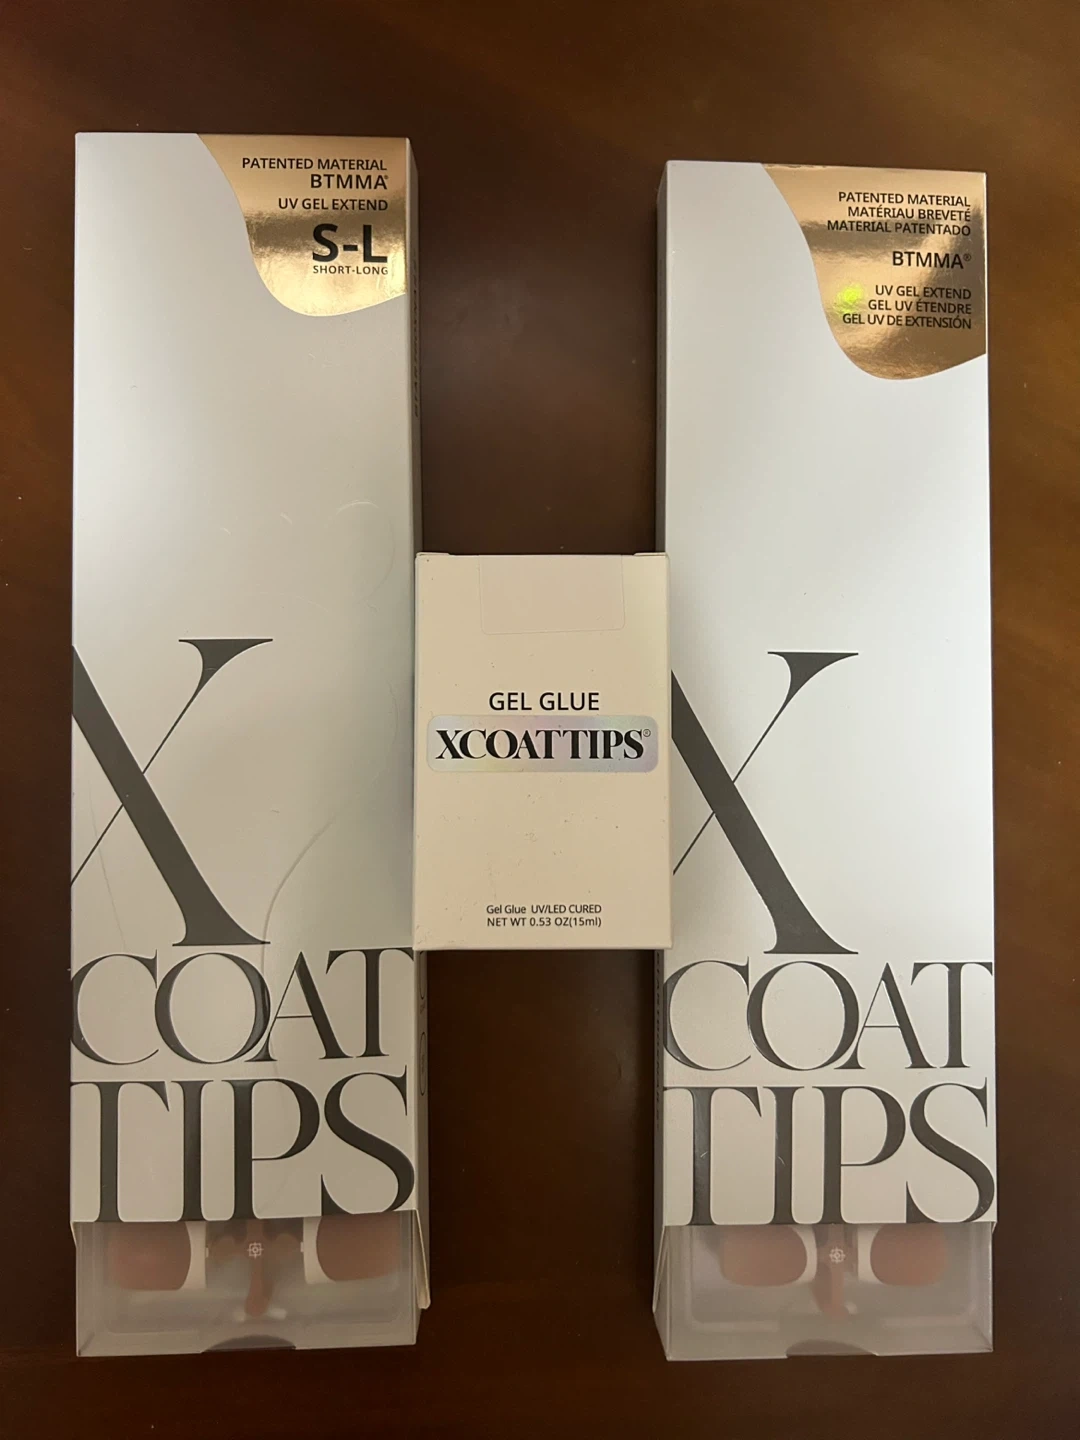 PATENTED MATERIAL
BTMMA®
UV GEL EXTEND
S-L
SHORT-LONG
X
COAT
TIPS
GEL GLUE
XCOATTIPS®
Gel Glue UV/LED CURED
NET WT 0.53 OZ(15ml)
PATENTED MATERIAL
MATÉRIAU BREVETÉ
MATERIAL PATENTADO
BTMMA®
UV GEL EXTEND
GEL UV ÉTENDRE
GEL UV DE EXTENSIÓN
X
COAT
TIPS